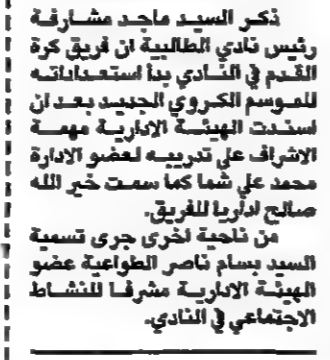 ذكر السيد ماجد مشارفة
رئيس نادي الطالبية ان فريق كرة
القدم في النادي بدأ استعداداته
للموسم الكروي الجديد بعد ان
اسندت الهيئة الادارية مهمة
الاشراف على تدريبه لعضو الادارة
محمد علي شما كما سمت خير الله
صالح اداريا للفريق.
من ناحية اخرى جرى تسمية
السيد بسام ناصر الطواعية عضو
الهيئة الادارية مشرفا للنشاط
الاجتماعي في النادي.